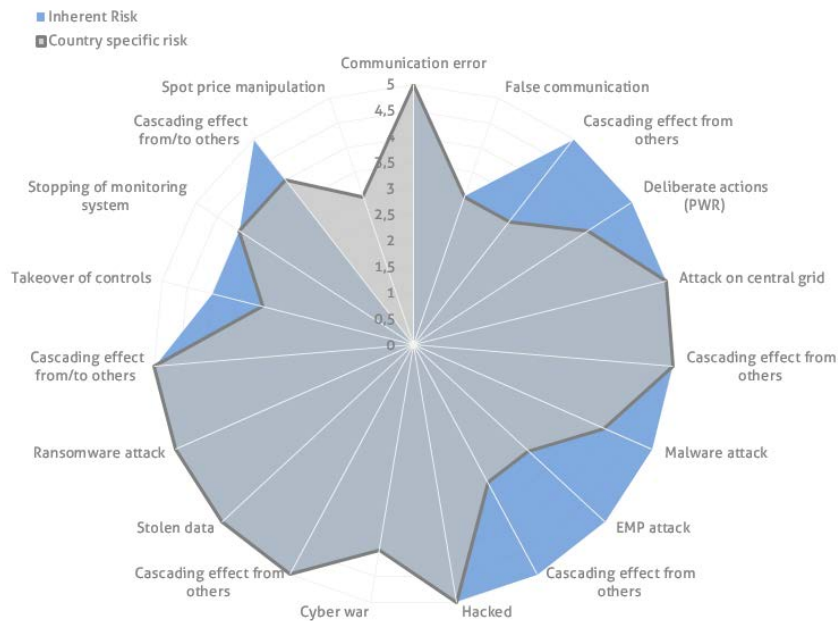 Inherent Risk
Country specific risk
Communication error
Spot price manipulation
False communication
Cascading effect
from/to others
Cascading effect from
others
Stopping of monitoring
system
Deliberate actions
(PWR)
Takeover of controls
Attack on central grid
Cascading effect
from/to others
Cascading effect from
others
Ransomware attack
Malware attack
Stolen data
EMP attack
Cascading effect from
others
Cascading effect from
others
Cyber war
Hacked
5
4,5
3,5
3
2,5
2
1,5
1
0,5
0